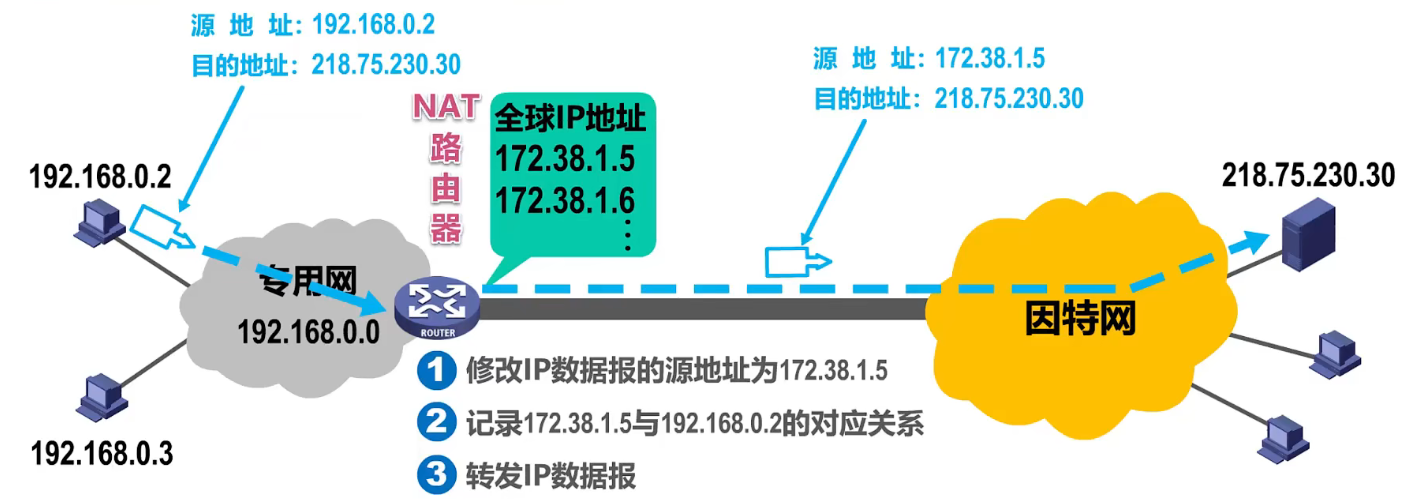 源 地 址：192.168.0.2
目的地址：218.75.230.30
源 地 址：172.38.1.5
目的地址：218.75.230.30
NAT
路
由
器
全球IP地址
172.38.1.5
172.38.1.6
⋮
192.168.0.2
218.75.230.30
专用网
192.168.0.0
ROUTER
因特网
1 修改IP数据报的源地址为172.38.1.5
2 记录172.38.1.5与192.168.0.2的对应关系
3 转发IP数据报
192.168.0.3